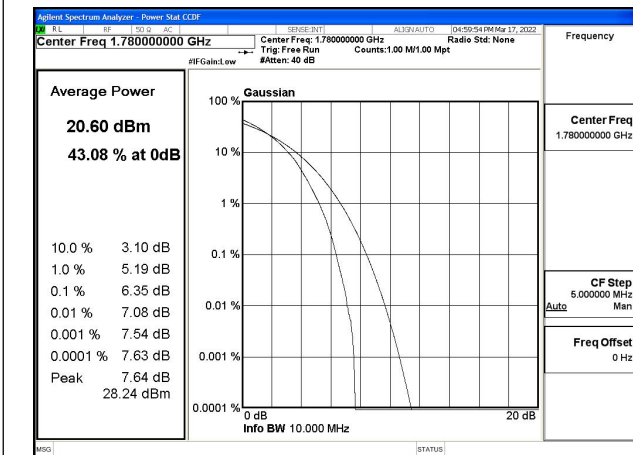 Agilent Spectrum Analyzer - Power Stat CCDF
RL RF 50 Ω AC SENSE:INT ALIGN AUTO 04:59:54 PM Mar 17, 2022
Center Freq 1.780000000 GHz
Center Freq: 1.780000000 GHz Radio Std: None
Trig: Free Run Counts:1.00 M/1.00 Mpt
#IFGain:Low #Atten: 40 dB
Frequency
Average Power
20.60 dBm
43.08 % at 0dB
10.0 % 3.10 dB
1.0 % 5.19 dB
0.1 % 6.35 dB
0.01 % 7.08 dB
0.001 % 7.54 dB
0.0001 % 7.63 dB
Peak 7.64 dB
28.24 dBm
Gaussian
100 %
10 %
1 %
0.1 %
0.01 %
0.001 %
0.0001 %
0 dB 20 dB
Info BW 10.000 MHz
Center Freq
1.780000000 GHz
CF Step
5.000000 MHz
Auto Man
Freq Offset
0 Hz
MSG STATUS